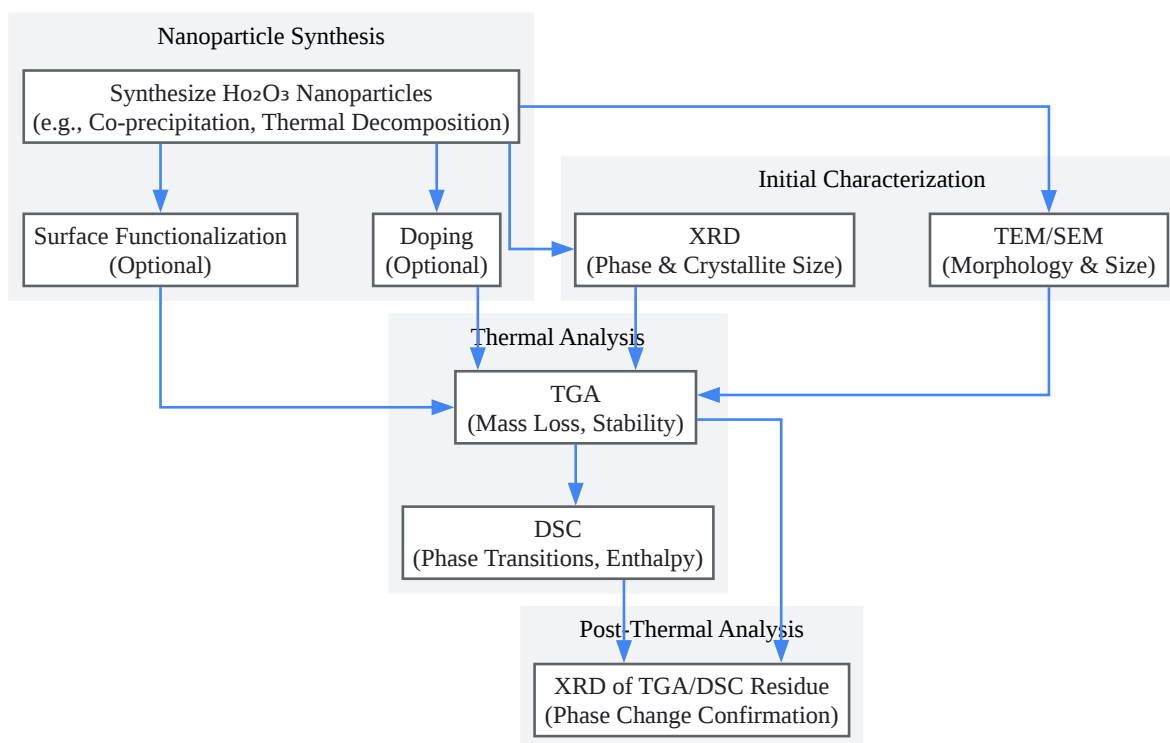 Nanoparticle Synthesis
Synthesize Ho₂O₃ Nanoparticles
(e.g., Co-precipitation, Thermal Decomposition)
Initial Characterization
Surface Functionalization
(Optional)
Doping
(Optional)
XRD
(Phase & Crystallite Size)
TEM/SEM
(Morphology & Size)
Thermal Analysis
TGA
(Mass Loss, Stability)
DSC
(Phase Transitions, Enthalpy)
Post-Thermal Analysis
XRD of TGA/DSC Residue
(Phase Change Confirmation)